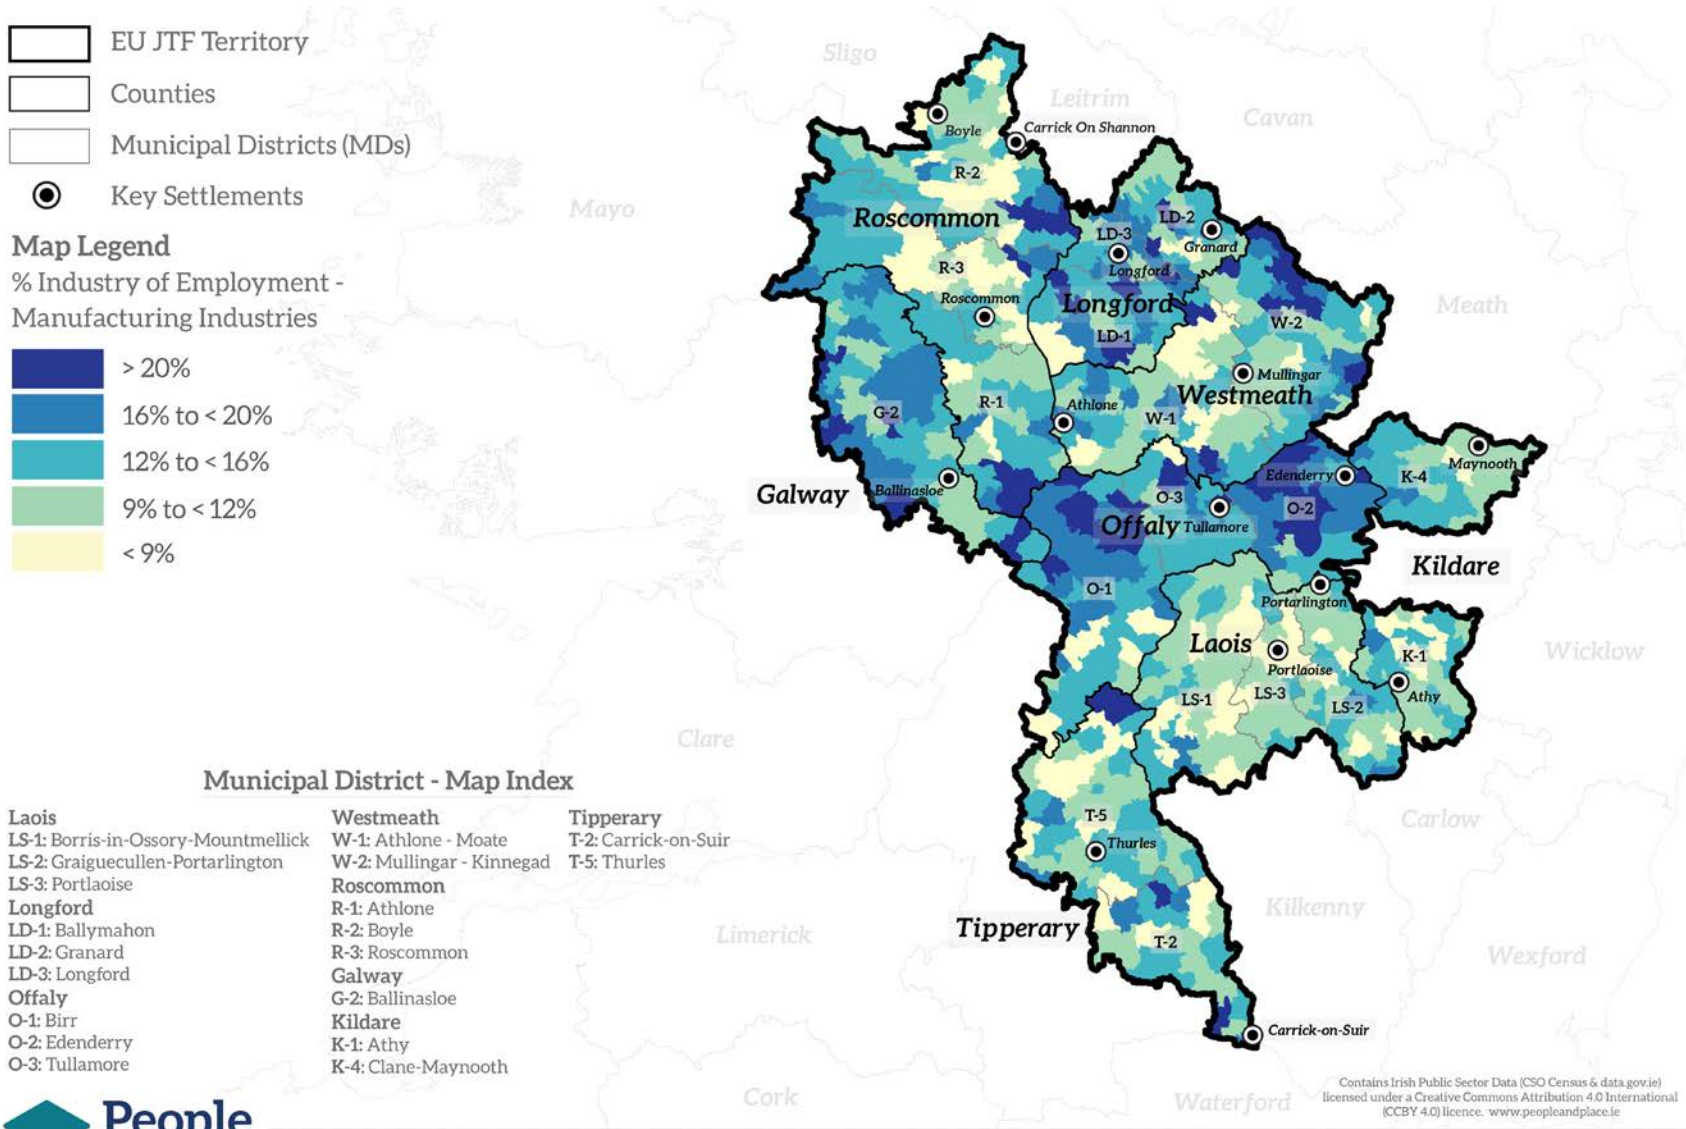 EU JTF Territory
Counties
Municipal Districts (MDs)
Key Settlements
Map Legend
% Industry of Employment -
Manufacturing Industries
> 20%
16% to < 20%
12% to < 16%
9% to < 12%
< 9%
Sligo
Leitrim
Cavan
Mayo
Meath
Boyle
Carrick On Shannon
R-2
Roscommon
LD-2
LD-3
Granard
Longford
R-3
Roscommon
Longford
W-2
LD-1
Mullingar
Westmeath
R-1
Athlone
G-2
W-1
Maynooth
Edenderry
K-4
Galway
Ballinasloe
O-3
O-2
Offaly
Tullamore
Kildare
O-1
Portarlington
Laois
Wicklow
K-1
Portlaoise
Athy
LS-1
LS-3
LS-2
Clare
Carlow
T-5
Thurles
Kilkenny
Tipperary
Limerick
T-2
Wexford
Carrick-on-Suir
Cork
Waterford
Municipal District - Map Index
Laois
LS-1: Borris-in-Ossory-Mountmellick
LS-2: Graiguecullen-Portarlington
LS-3: Portlaoise
Longford
LD-1: Ballymahon
LD-2: Granard
LD-3: Longford
Offaly
O-1: Birr
O-2: Edenderry
O-3: Tullamore
Westmeath
W-1: Athlone - Moate
W-2: Mullingar - Kinnegad
Roscommon
R-1: Athlone
R-2: Boyle
R-3: Roscommon
Galway
G-2: Ballinasloe
Kildare
K-1: Athy
K-4: Clane-Maynooth
Tipperary
T-2: Carrick-on-Suir
T-5: Thurles
People
Contains Irish Public Sector Data (CSO Census & data.gov.ie)
licensed under a Creative Commons Attribution 4.0 International
(CCBY 4.0) licence. www.peopleandplace.ie